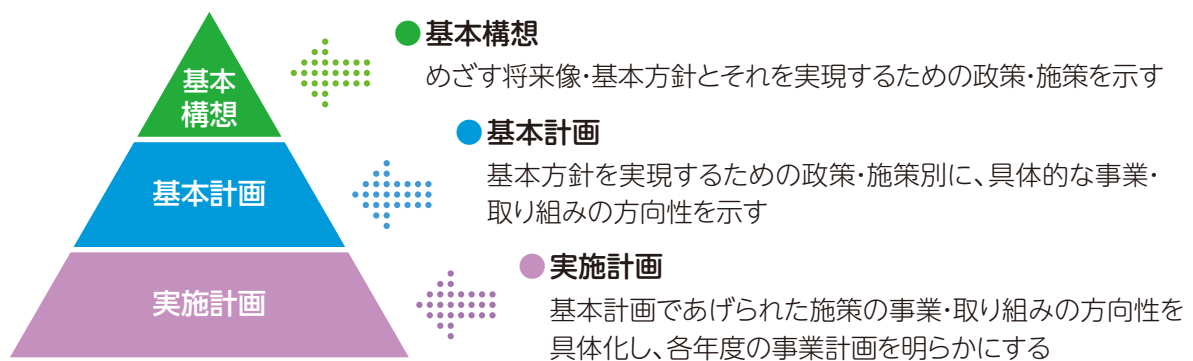 基本
構想
基本計画
実施計画
●基本構想
めざす将来像・基本方針とそれを実現するための政策・施策を示す
●基本計画
基本方針を実現するための政策・施策別に、具体的な事業・
取り組みの方向性を示す
●実施計画
基本計画であげられた施策の事業・取り組みの方向性を
具体化し、各年度の事業計画を明らかにする